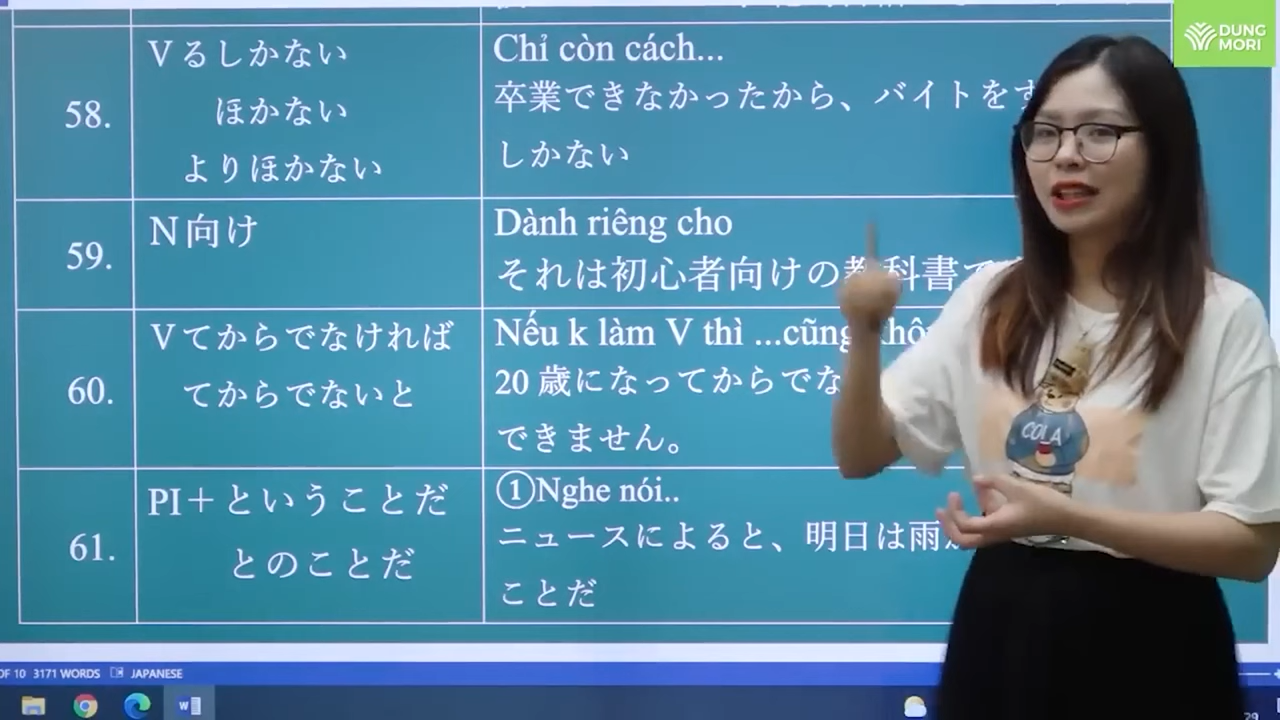 DUNG
MORI
58.
Vるしかない
ほかない
よりほかない
Chỉ còn cách...
卒業できなかったから、バイトを
しかない
59.
N向け
Dành riêng cho
それは初心者向けの教科書
60.
Vてからでなければ
てからでないと
Nếu k làm V thì ...cũng
20 歳になってからでな
できません。
61.
PI＋ということだ
とのことだ
①Nghe nói..
ニュースによると、明日は雨
ことだ
COLA
OF 10 3171 WORDS JAPANESE
29